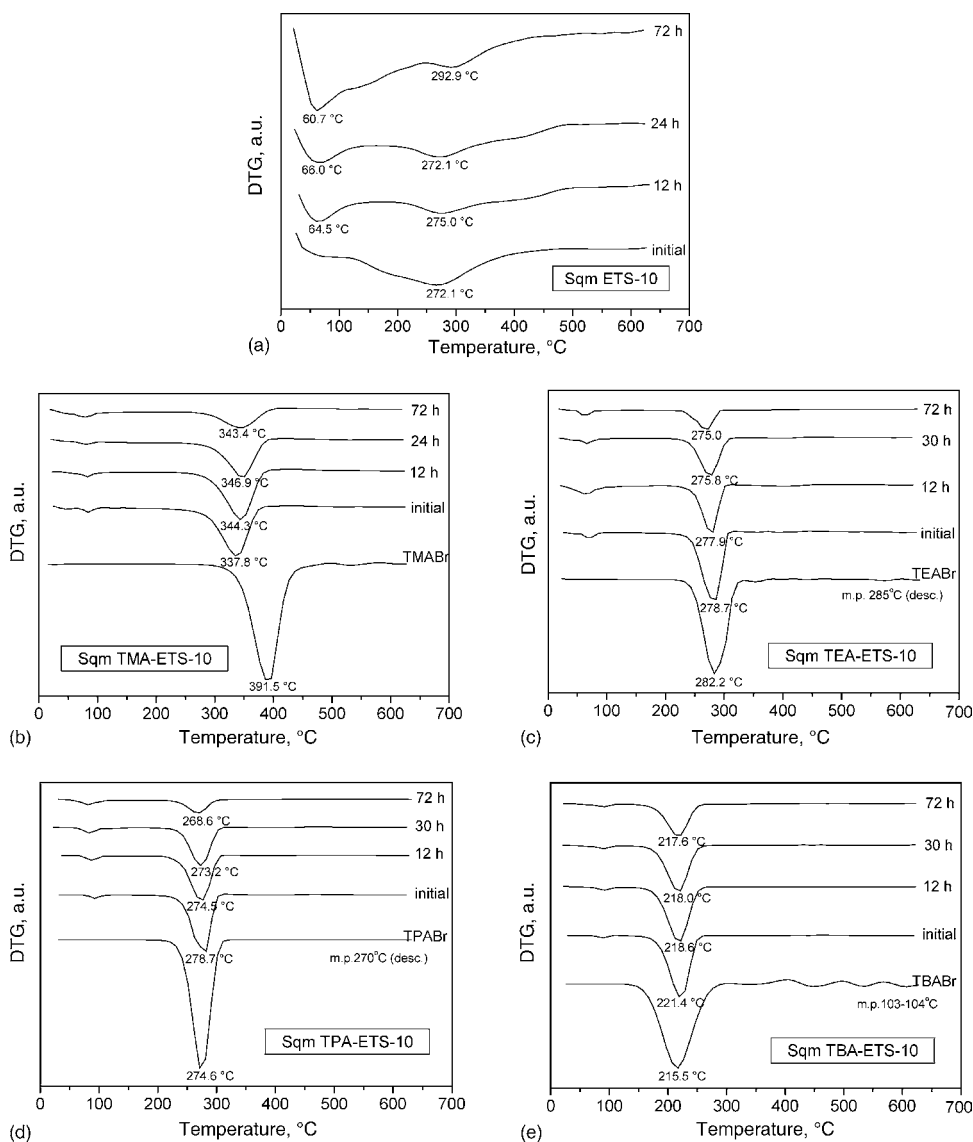 DTG, a.u.
72 h
292.9 °C
60.7 °C
24 h
66.0 °C
272.1 °C
12 h
64.5 °C
275.0 °C
initial
272.1 °C
Sqm ETS-10
0 100 200 300 400 500 600 700
Temperature, °C
(a)
DTG, a.u.
72 h
343.4 °C
24 h
346.9 °C
12 h
344.3 °C
initial
337.8 °C
TMABr
391.5 °C
Sqm TMA-ETS-10
0 100 200 300 400 500 600 700
Temperature, °C
(b)
DTG, a.u.
72 h
275.0
30 h
275.8 °C
12 h
277.9 °C
initial
278.7 °C
TEABr
m.p. 285°C (desc.)
282.2 °C
Sqm TEA-ETS-10
0 100 200 300 400 500 600 700
Temperature, °C
(c)
DTG, a.u.
72 h
268.6 °C
30 h
273.2 °C
12 h
274.5 °C
initial
278.7 °C
TPABr
m.p.270°C (desc.)
274.6 °C
Sqm TPA-ETS-10
0 100 200 300 400 500 600 700
Temperature, °C
(d)
DTG, a.u.
72 h
217.6 °C
30 h
218.0 °C
12 h
218.6 °C
initial
221.4 °C
TBABr
m.p.103-104°C
215.5 °C
Sqm TBA-ETS-10
0 100 200 300 400 500 600 700
Temperature, °C
(e)